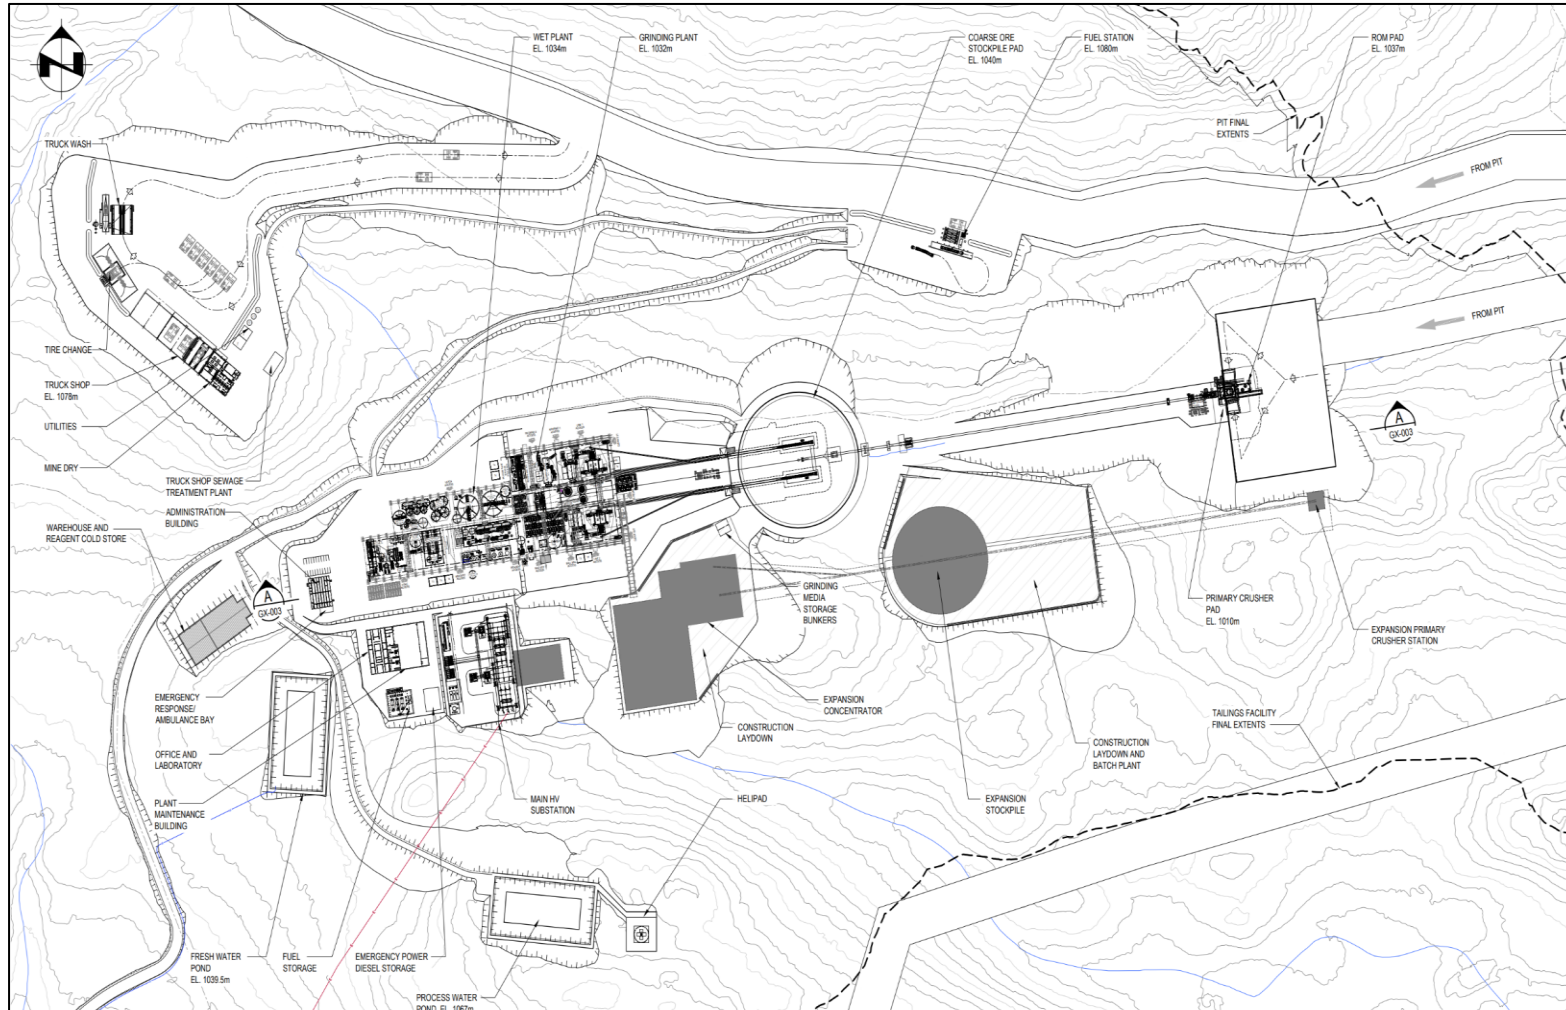 N
WET PLANT
EL. 1034m
GRINDING PLANT
EL. 1032m
COARSE ORE
STOCKPILE PAD
EL. 1040m
FUEL STATION
EL. 1080m
ROM PAD
EL. 1037m
PIT FINAL
EXTENTS
FROM PIT
FROM PIT
TRUCK WASH
TIRE CHANGE
TRUCK SHOP
EL. 1078m
UTILITIES
MINE DRY
TRUCK SHOP SEWAGE
TREATMENT PLANT
ADMINISTRATION
BUILDING
WAREHOUSE AND
REAGENT COLD STORE
A
GX-003
A
GX-003
GRINDING
MEDIA
STORAGE
BUNKERS
PRIMARY CRUSHER
PAD
EL. 1010m
EXPANSION PRIMARY
CRUSHER STATION
EMERGENCY
RESPONSE/
AMBULANCE BAY
EXPANSION
CONCENTRATOR
TAILINGS FACILITY
FINAL EXTENTS
CONSTRUCTION
LAYDOWN
CONSTRUCTION
LAYDOWN AND
BATCH PLANT
OFFICE AND
LABORATORY
PLANT
MAINTENANCE
BUILDING
MAIN HV
SUBSTATION
HELIPAD
EXPANSION
STOCKPILE
FRESH WATER
POND
EL. 1039.5m
FUEL
STORAGE
EMERGENCY POWER
DIESEL STORAGE
PROCESS WATER
POND EL. 1067m